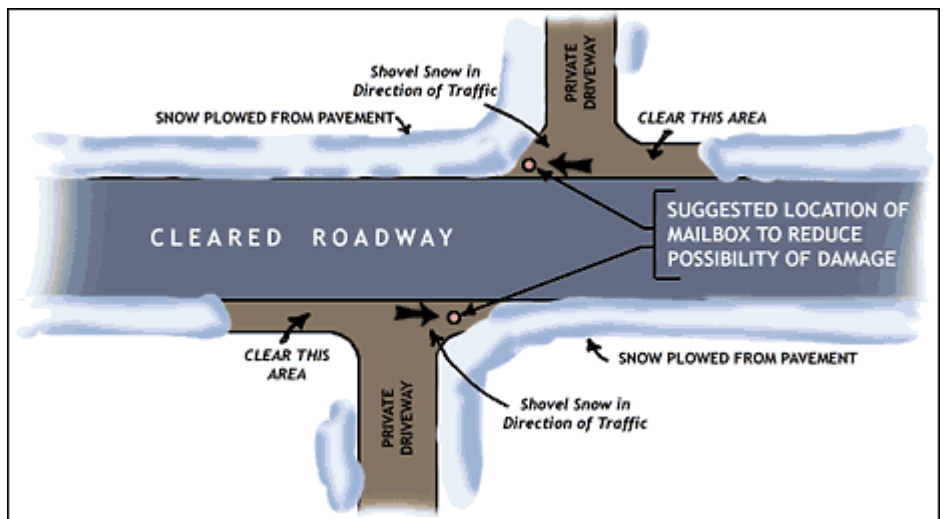 Shovel Snow in
Direction of Traffic
PRIVATE
DRIVEWAY
SNOW PLOWED FROM PAVEMENT
CLEAR THIS AREA
CLEARED ROADWAY
SUGGESTED LOCATION OF
MAILBOX TO REDUCE
POSSIBILITY OF DAMAGE
CLEAR THIS
AREA
SNOW PLOWED FROM PAVEMENT
PRIVATE
DRIVEWAY
Shovel Snow in
Direction of Traffic